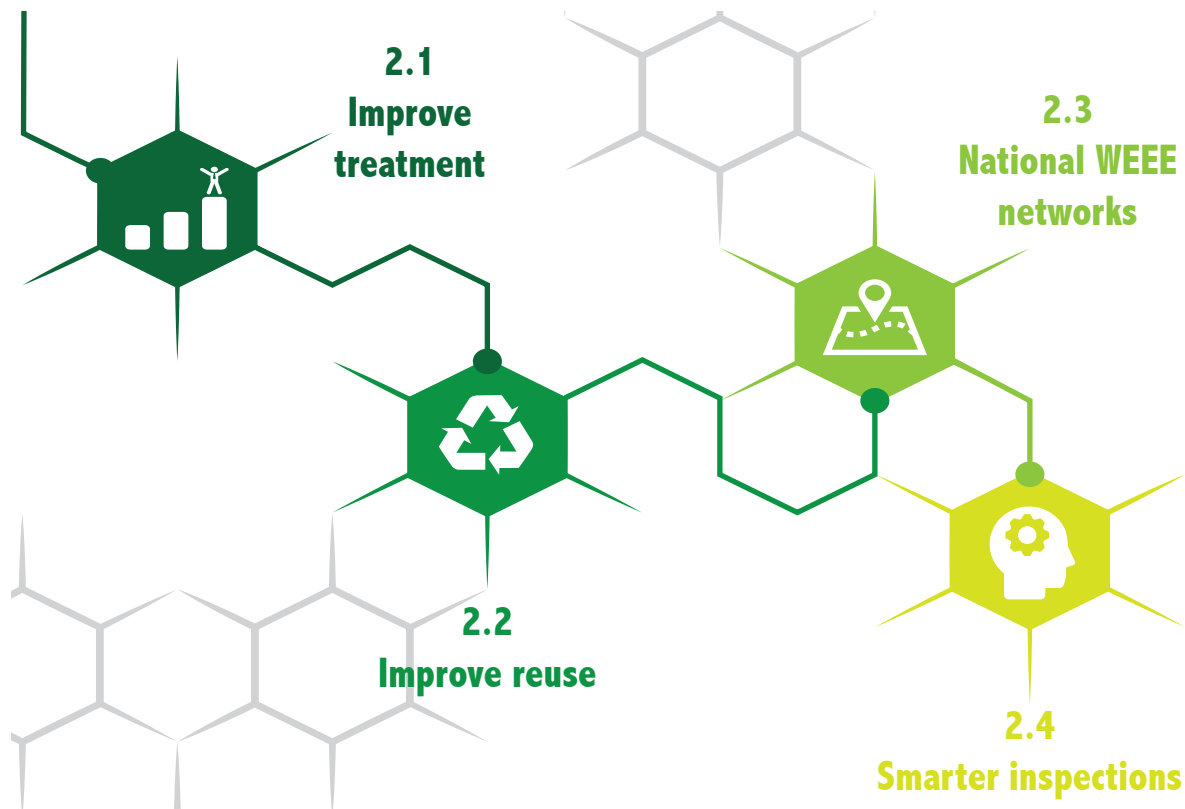 2.1
Improve
treatment
2.3
National WEEE
networks
2.2
Improve reuse
2.4
Smarter inspections